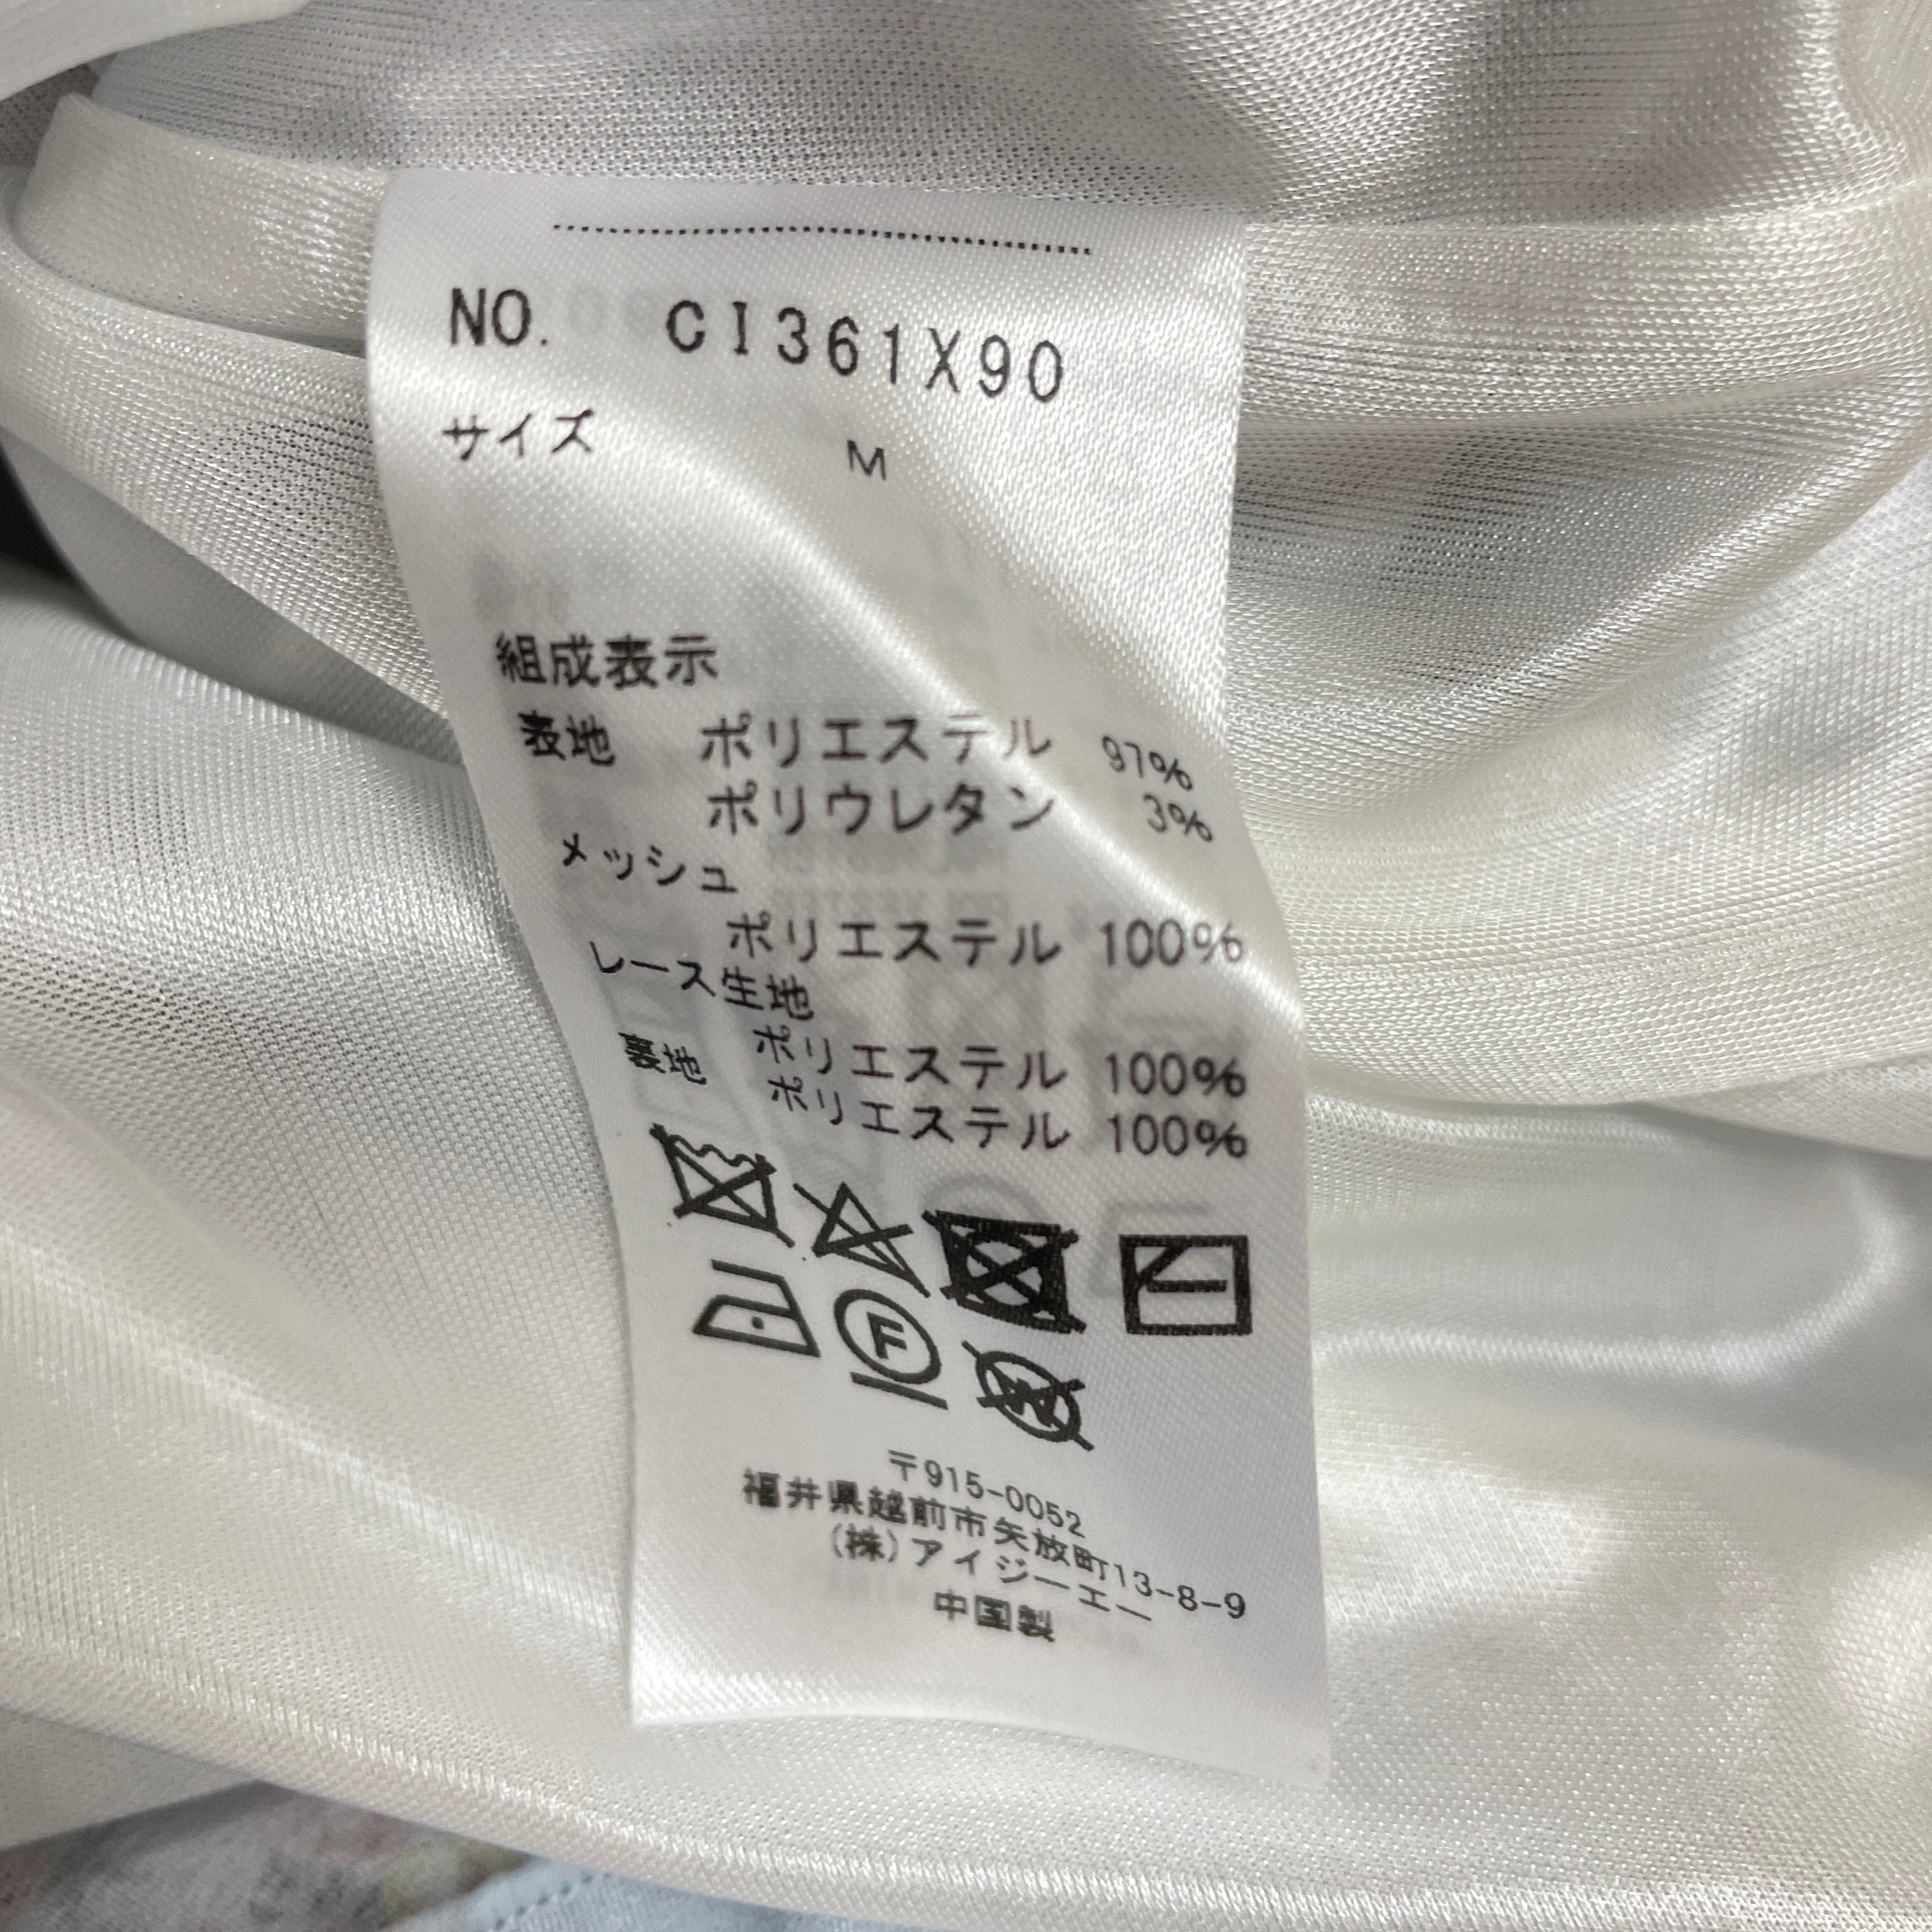 NO. CI361X90
サイズ M
組成表示
表地 ポリエステル 97%
ポリウレタン 3%
メッシュ
ポリエステル 100%
レース生地
ポリエステル 100%
裏地 ポリエステル 100%
F
W
〒915-0052
福井県越前市矢放町13-8-9
(株)アイジーエー
中国製